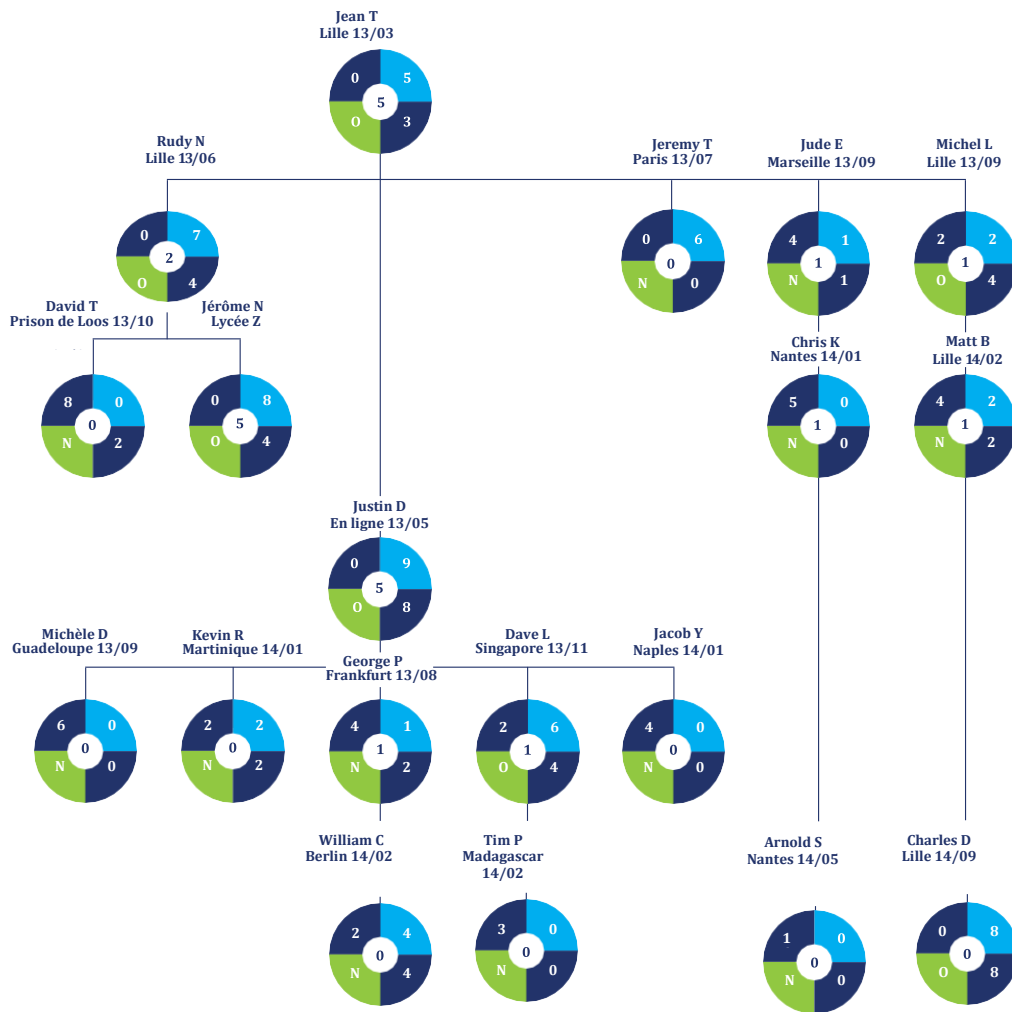 Jean T
Lille 13/03
0
5
5
O
3
Rudy N
Lille 13/06
Jeremy T
Paris 13/07
Jude E
Marseille 13/09
Michel L
Lille 13/09
0
7
2
O
4
0
6
0
N
0
4
1
1
N
1
2
2
1
O
4
David T
Prison de Loos 13/10
Jérôme N
Lycée Z
Chris K
Nantes 14/01
Matt B
Lille 14/02
8
0
0
N
2
0
8
5
O
4
5
0
1
N
0
4
2
1
N
2
Justin D
En ligne 13/05
0
9
5
O
8
Michèle D
Guadeloupe 13/09
Kevin R
Martinique 14/01
George P
Frankfurt 13/08
Dave L
Singapore 13/11
Jacob Y
Naples 14/01
6
0
0
N
0
2
2
0
N
2
4
1
1
N
2
2
6
1
O
4
4
0
0
N
0
William C
Berlin 14/02
Tim P
Madagascar
14/02
Arnold S
Nantes 14/05
Charles D
Lille 14/09
2
4
0
N
4
3
0
0
N
0
1
0
0
N
0
0
8
0
O
8